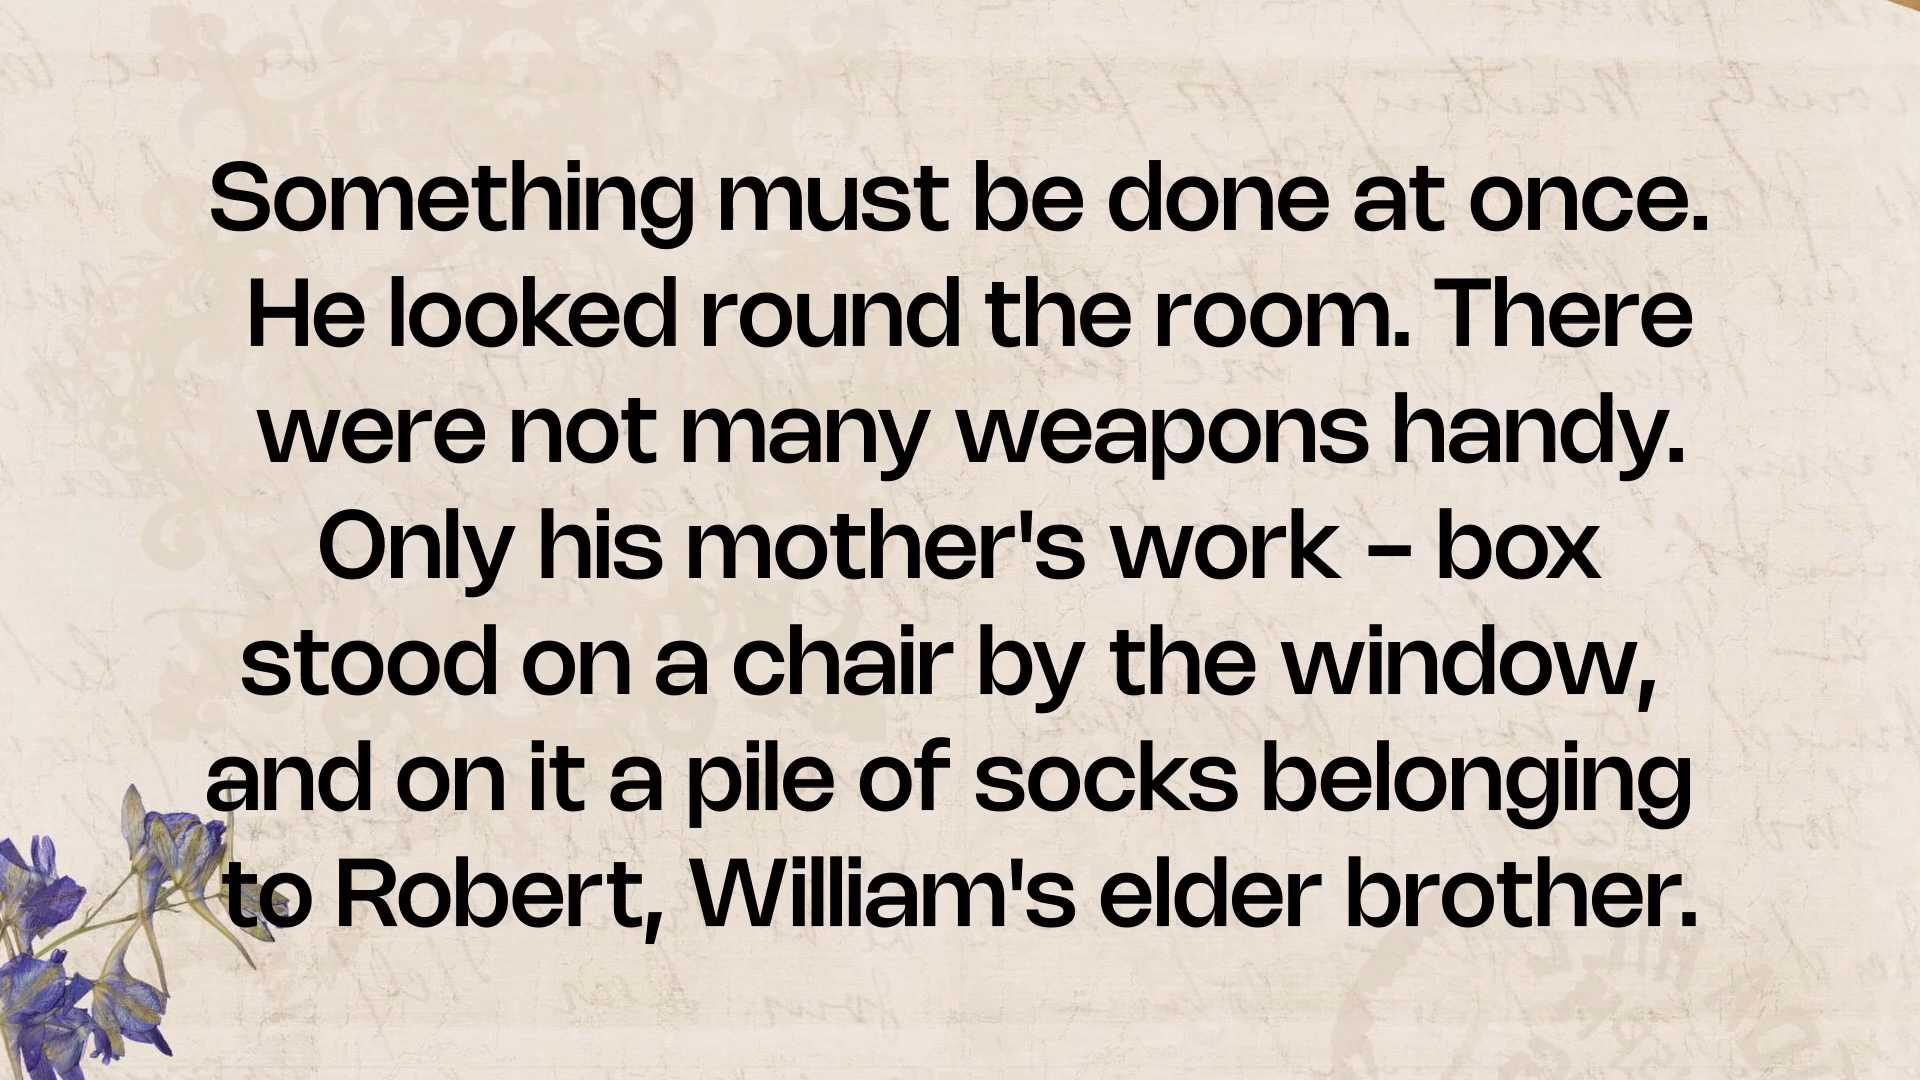 Something must be done at once.
He looked round the room. There
were not many weapons handy.
Only his mother's work – box
stood on a chair by the window,
and on it a pile of socks belonging
to Robert, William's elder brother.